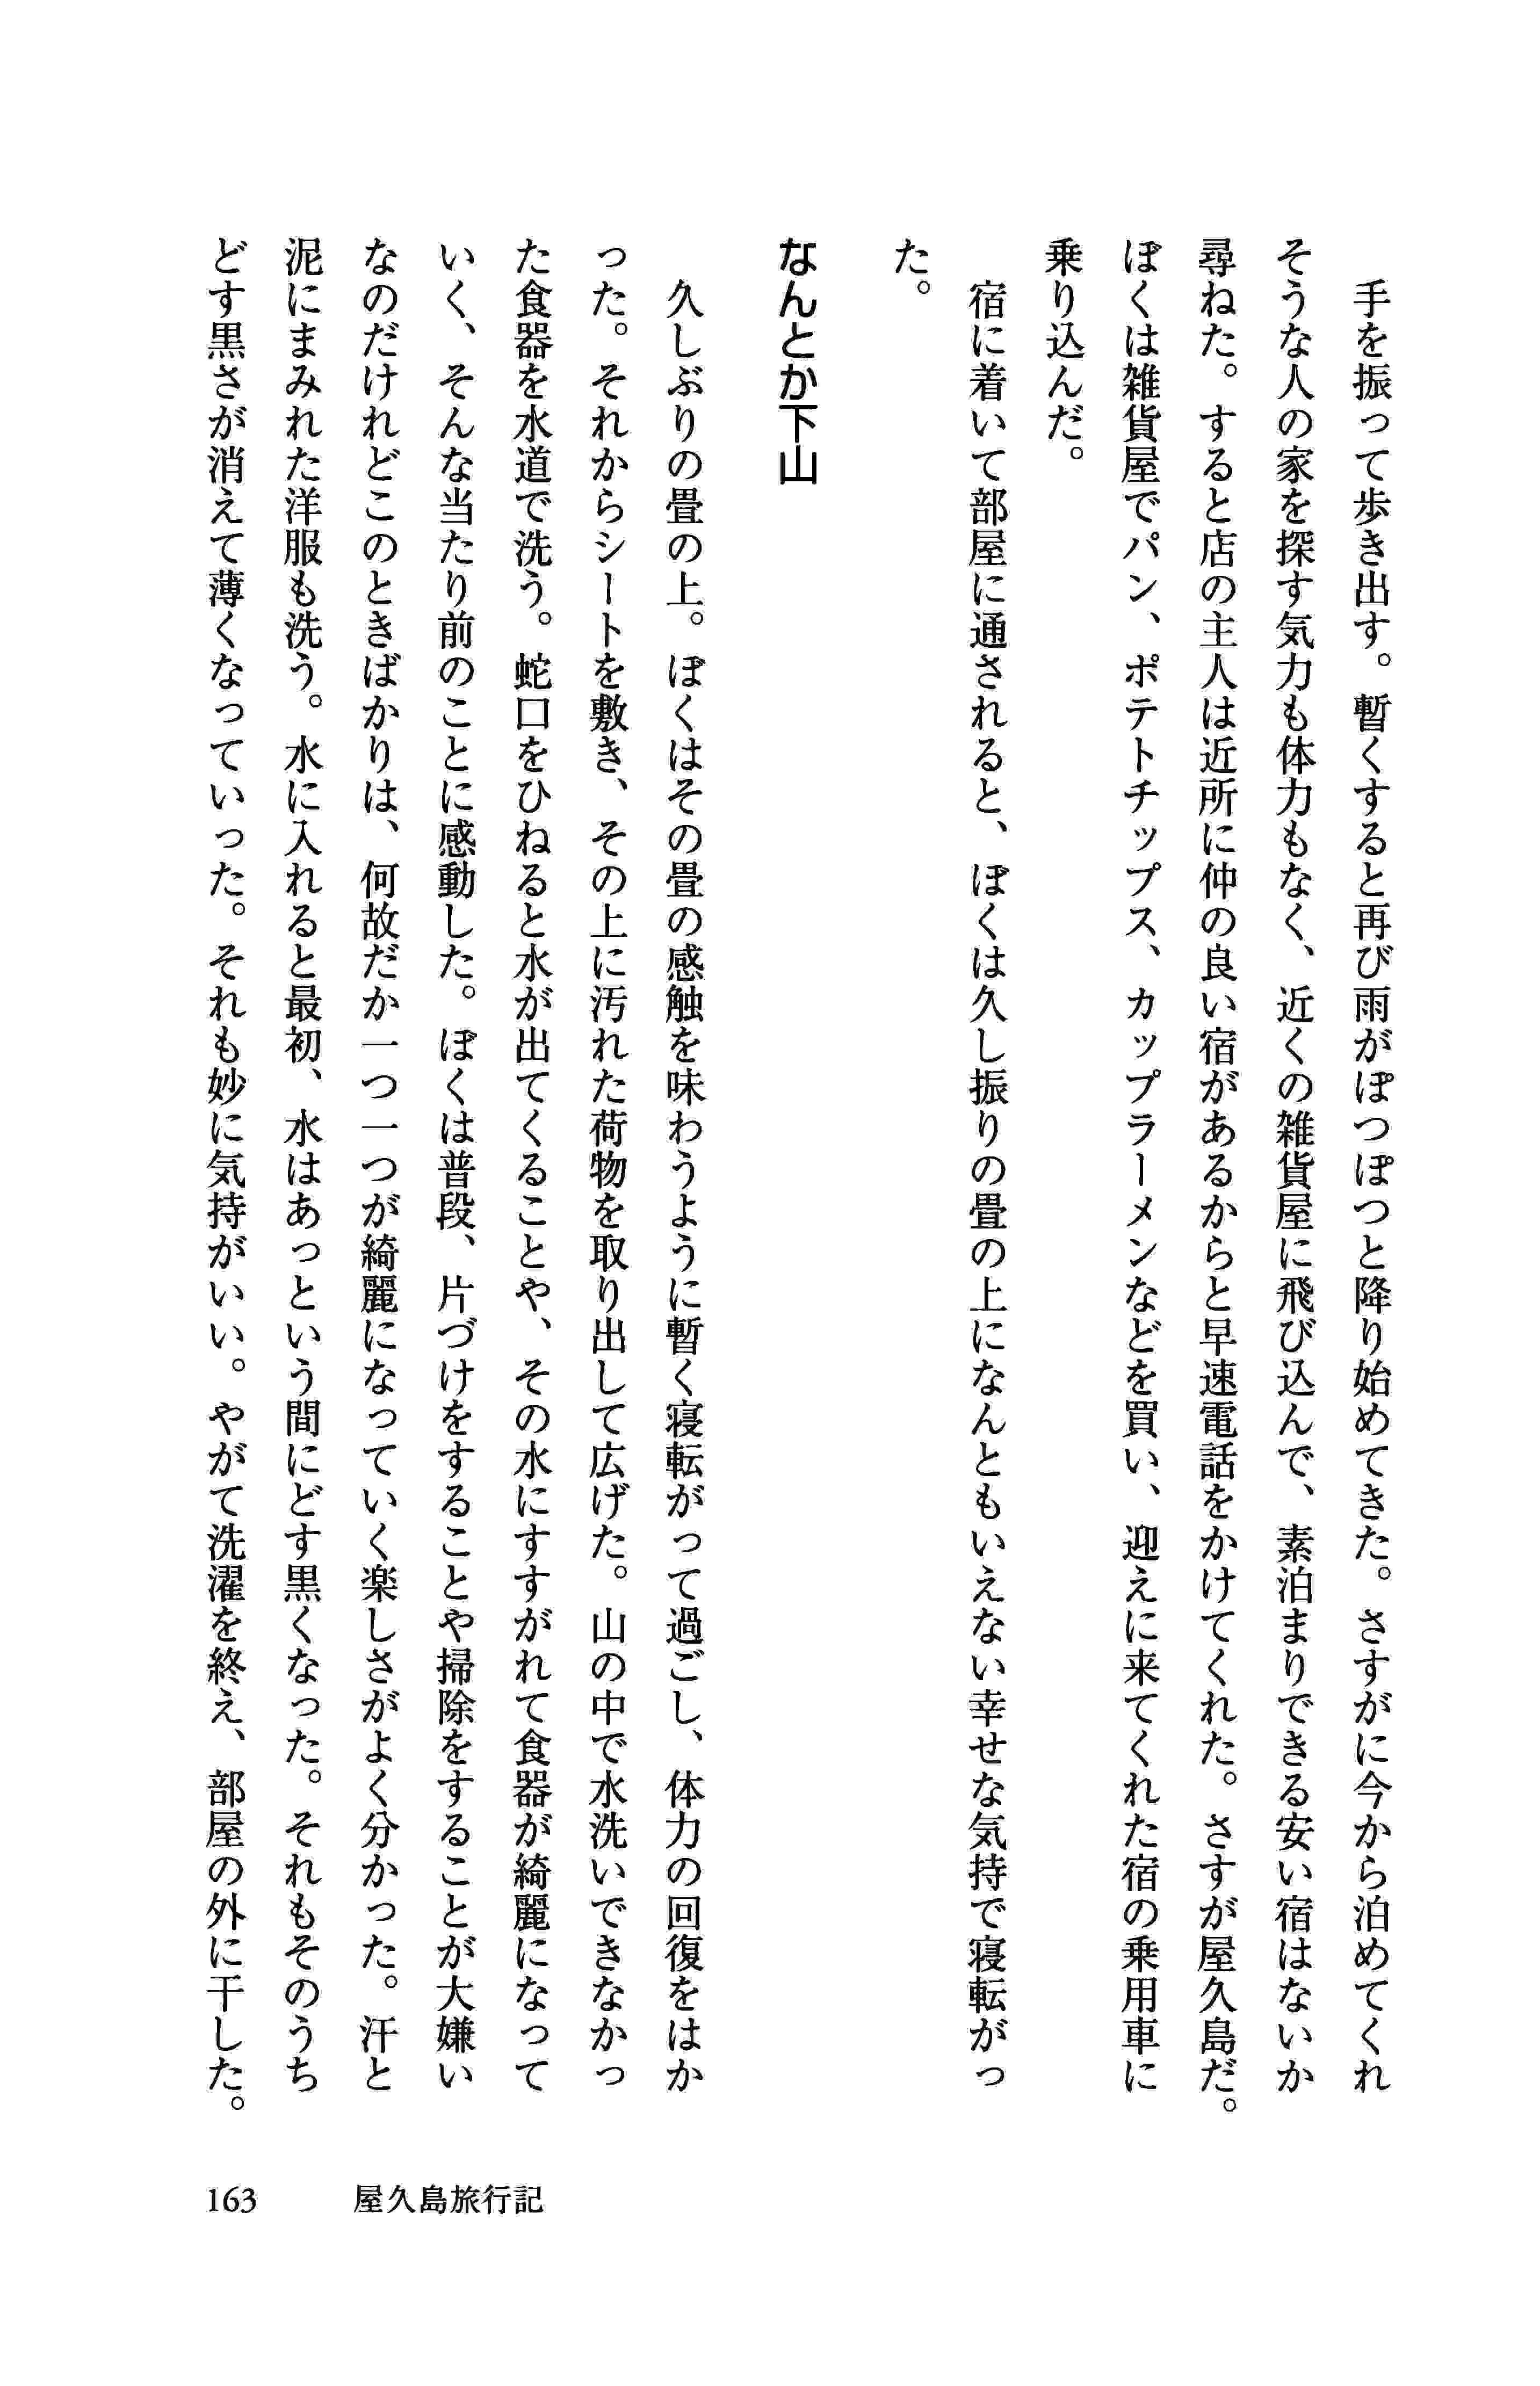 手を振って歩き出す。暫くすると再び雨がぽつぽつと降り始めてきた。さすがに今から泊めてくれ
そうな人の家を探す気力も体力もなく、近くの雑貨屋に飛び込んで、素泊まりできる安い宿はないか
尋ねた。すると店の主人は近所に仲の良い宿があるからと早速電話をかけてくれた。さすが屋久島だ。
ぼくは雑貨屋でパン、ポテトチップス、カップラーメンなどを買い、迎えに来てくれた宿の乗用車に
乗り込んだ。
宿に着いて部屋に通されると、ぼくは久し振りの畳の上になんともいえない幸せな気持で寝転がっ
た。
なんとか下山
久しぶりの畳の上。ぼくはその畳の感触を味わうように暫く寝転がって過ごし、体力の回復をはか
った。それからシートを敷き、その上に汚れた荷物を取り出して広げた。山の中で水洗いできなかっ
た食器を水道で洗う。蛇口をひねると水が出てくることや、その水にすすがれて食器が綺麗になって
いく、そんな当たり前のことに感動した。ぼくは普段、片づけをすることや掃除をすることが大嫌い
なのだけれどこのときばかりは、何故だか一つ一つが綺麗になっていく楽しさがよく分かった。汗と
泥にまみれた洋服も洗う。水に入れると最初、水はあっという間にどす黒くなった。それもそのうち
どす黒さが消えて薄くなっていった。それも妙に気持がいい。やがて洗濯を終え、部屋の外に干した。
163 屋久島旅行記